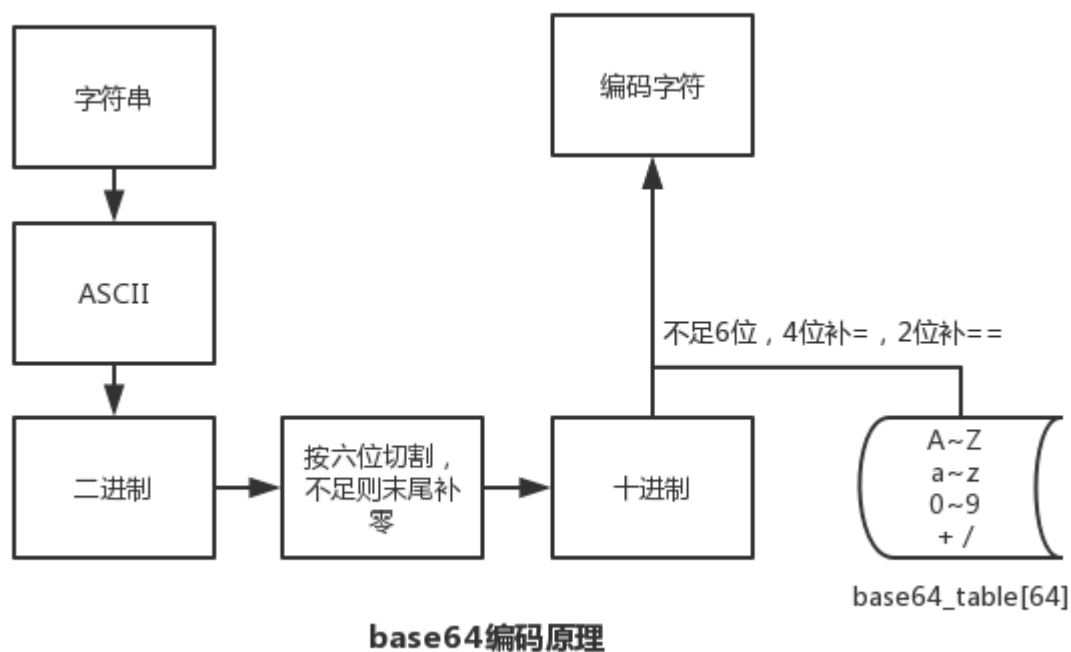 字符串
编码字符
ASCII
不足6位，4位补=，2位补==
二进制
按六位切割，
不足则末尾补
零
十进制
A~Z
a~z
0~9
+ /
base64_table[64]
base64编码原理